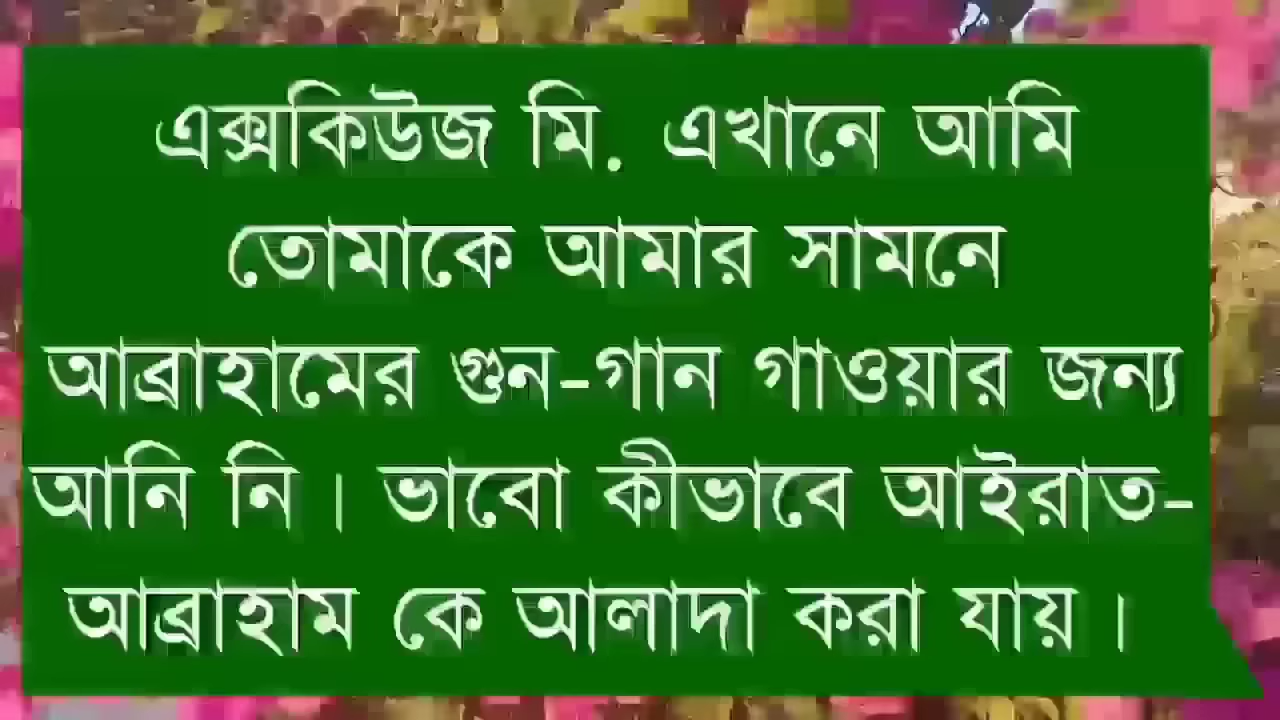 এক্সকিউজ মি. এখানে আমি
তোমাকে আমার সামনে
আব্রাহামের গুন-গান গাওয়ার জন্য
আনি নি । ভাবো কীভাবে আইরাত-
আব্রাহাম কে আলাদা করা যায় ।